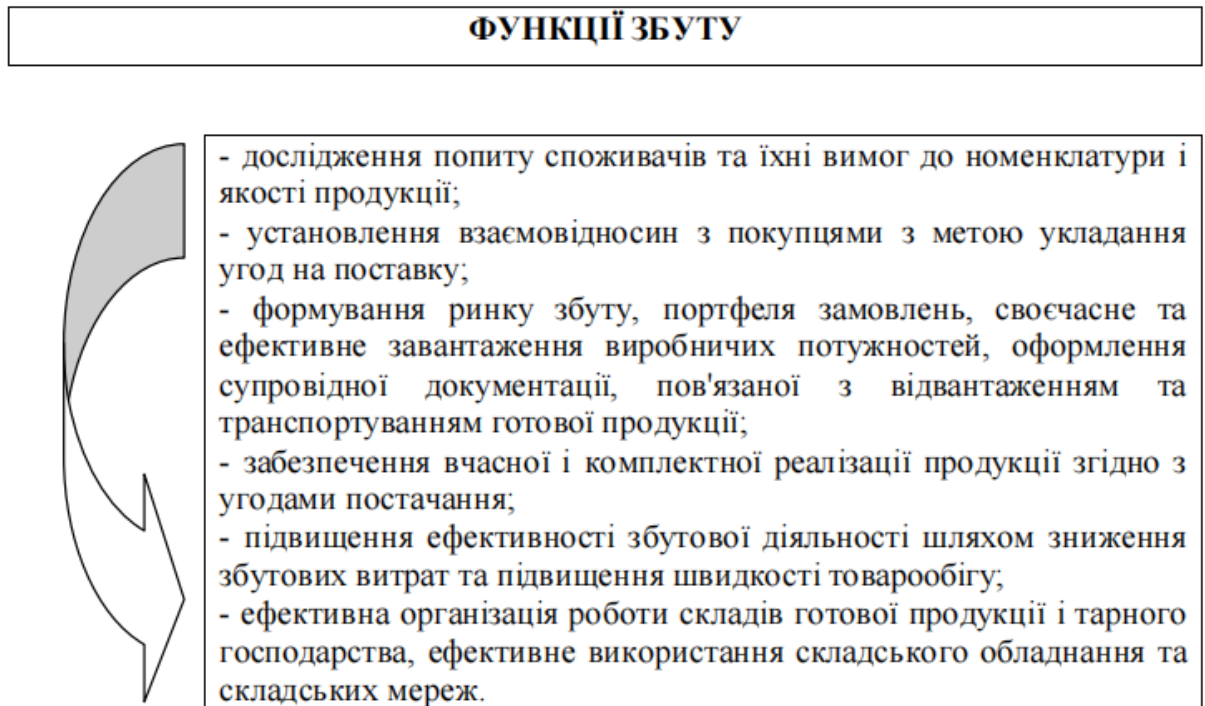 ФУНКЦІЇ ЗБУТУ
- дослідження попиту споживачів та їхні вимог до номенклатури і
якості продукції;
- установлення взаємовідносин з покупцями з метою укладання
угод на поставку;
- формування ринку збуту, портфеля замовлень, своєчасне та
ефективне завантаження виробничих потужностей, оформлення
супровідної документації, пов'язаної з відвантаженням та
транспортуванням готової продукції;
- забезпечення вчасної і комплектної реалізації продукції згідно з
угодами постачання;
- підвищення ефективності збутової діяльності шляхом зниження
збутових витрат та підвищення швидкості товарообігу;
- ефективна організація роботи складів готової продукції і тарного
господарства, ефективне використання складського обладнання та
складських мереж.